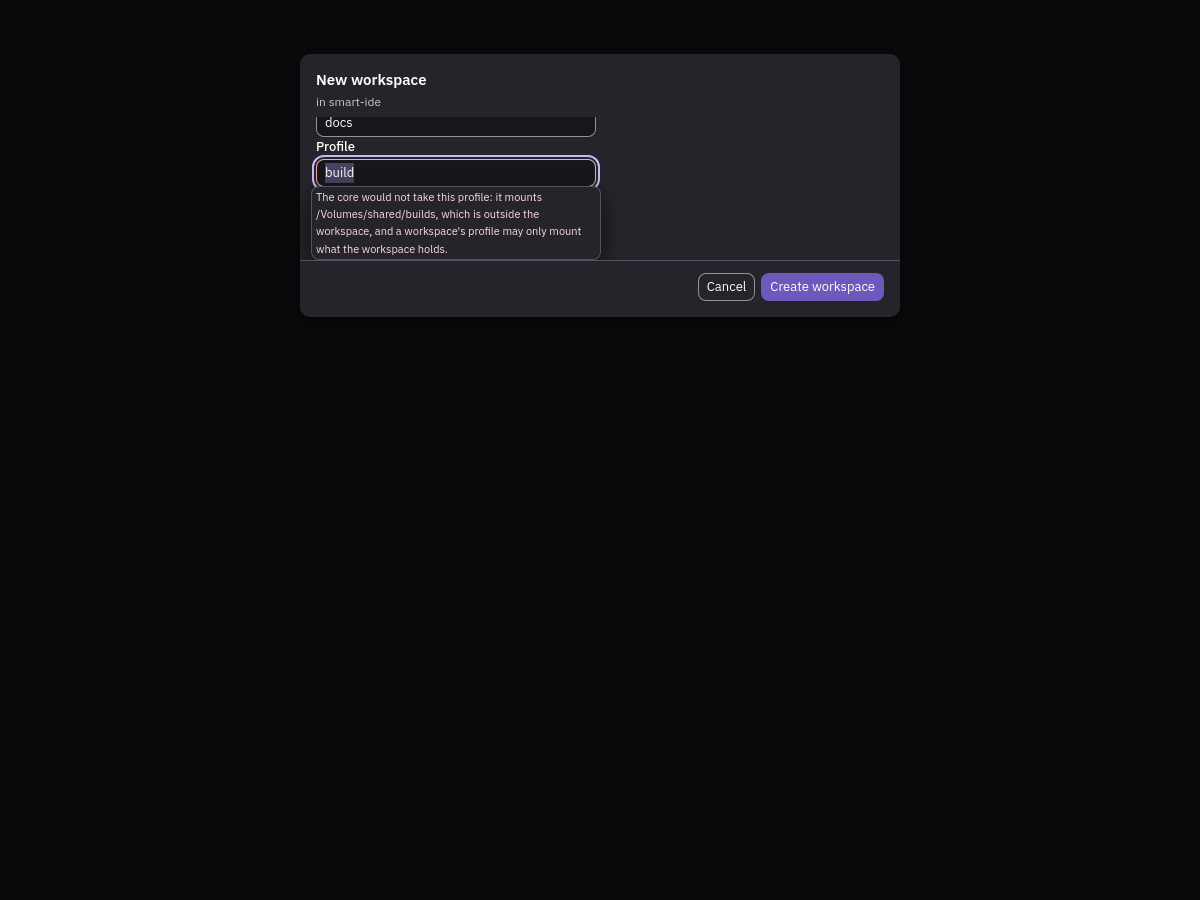 New workspace
in smart-ide
docs
Profile
build
The core would not take this profile: it mounts
/Volumes/shared/builds, which is outside the
workspace, and a workspace's profile may only mount
what the workspace holds.
Cancel
Create workspace